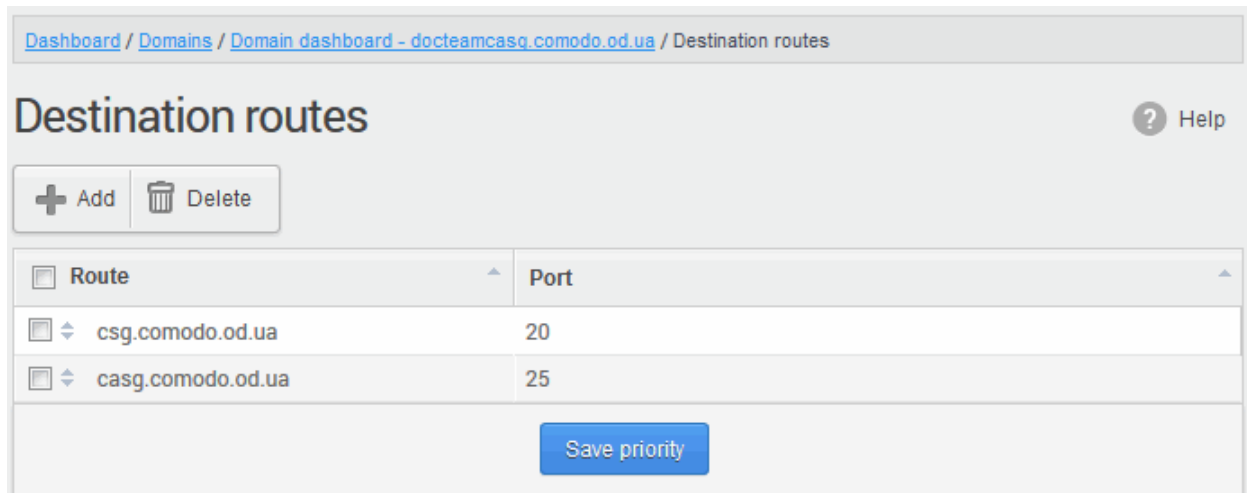 Dashboard / Domains / Domain dashboard - docteamcasg.comodo.od.ua / Destination routes
Destination routes
? Help
Add Delete
Route Port
csg.comodo.od.ua 20
casg.comodo.od.ua 25
Save priority